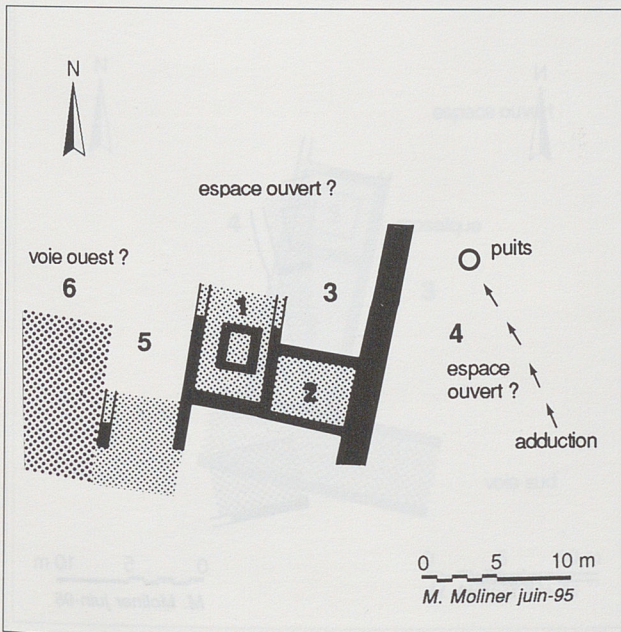 N
espace ouvert ?
puits
voie ouest ?
6
1
3
5
4
espace
ouvert ?
2
adduction
0 5 10 m
M. Moliner juin-95